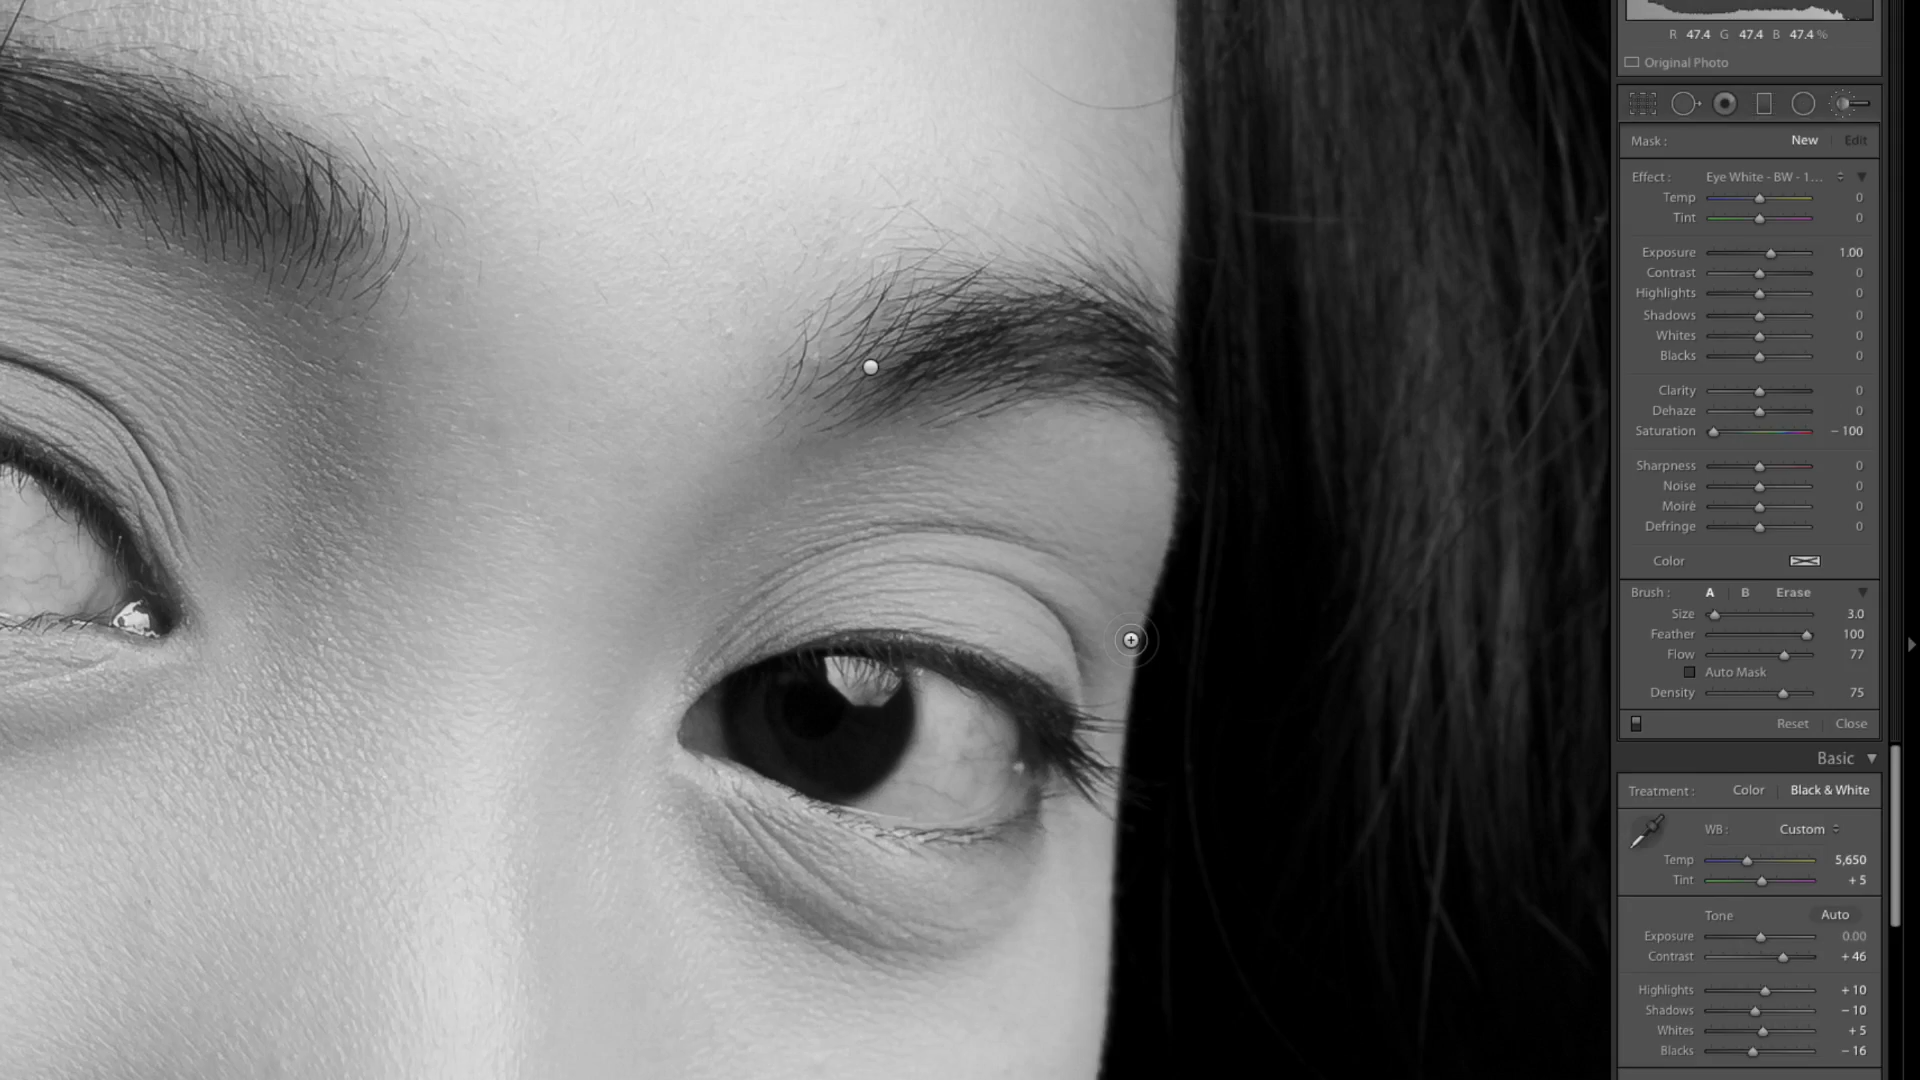 R 47.4 G 47.4 B 47.4 %
Original Photo
Mask : New Edit
Effect : Eye White - BW - 1...
Temp 0
Tint 0
Exposure 1.00
Contrast 0
Highlights 0
Shadows 0
Whites 0
Blacks 0
Clarity 0
Dehaze 0
Saturation - 100
Sharpness 0
Noise 0
Moiré 0
Defringe 0
Color
Brush : A B Erase
Size 3.0
Feather 100
Flow 77
Auto Mask
Density 75
Reset Close
Basic
Treatment : Color Black & White
WB : Custom
Temp 5,650
Tint + 5
Tone Auto
Exposure 0.00
Contrast + 46
Highlights + 10
Shadows - 10
Whites + 5
Blacks - 16